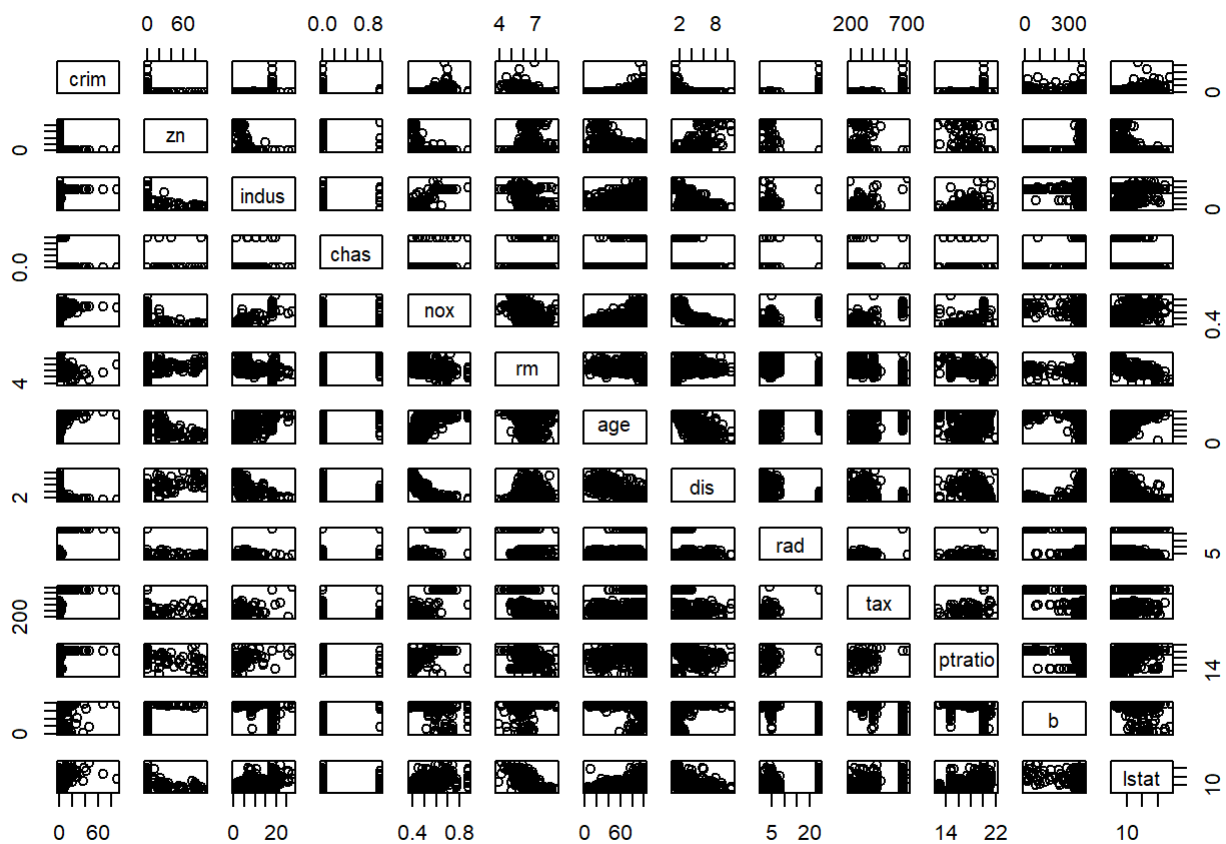 0 60 0.0 0.8 4 7 2 8 200 700 0 300
crim 0
0 zn
indus 0
0.0 chas
nox 0.4
4 rm
age 0
2 dis
rad 5
200 tax
ptratio 14
0 b
lstat 10
0 60 0 20 0.4 0.8 0 60 5 20 14 22 10